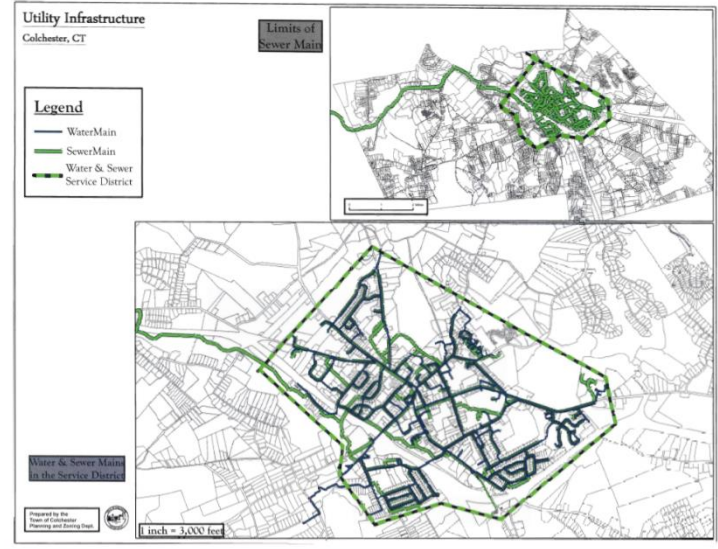 Utility Infrastructure
Colchester, CT
Limits of
Sewer Main
Legend
WaterMain
SewerMain
Water & Sewer
Service District
Water & Sewer Mains
in the Service District
Prepared by the
Town of Colchester
Planning and Zoning Dept.
1 inch = 3,000 feet